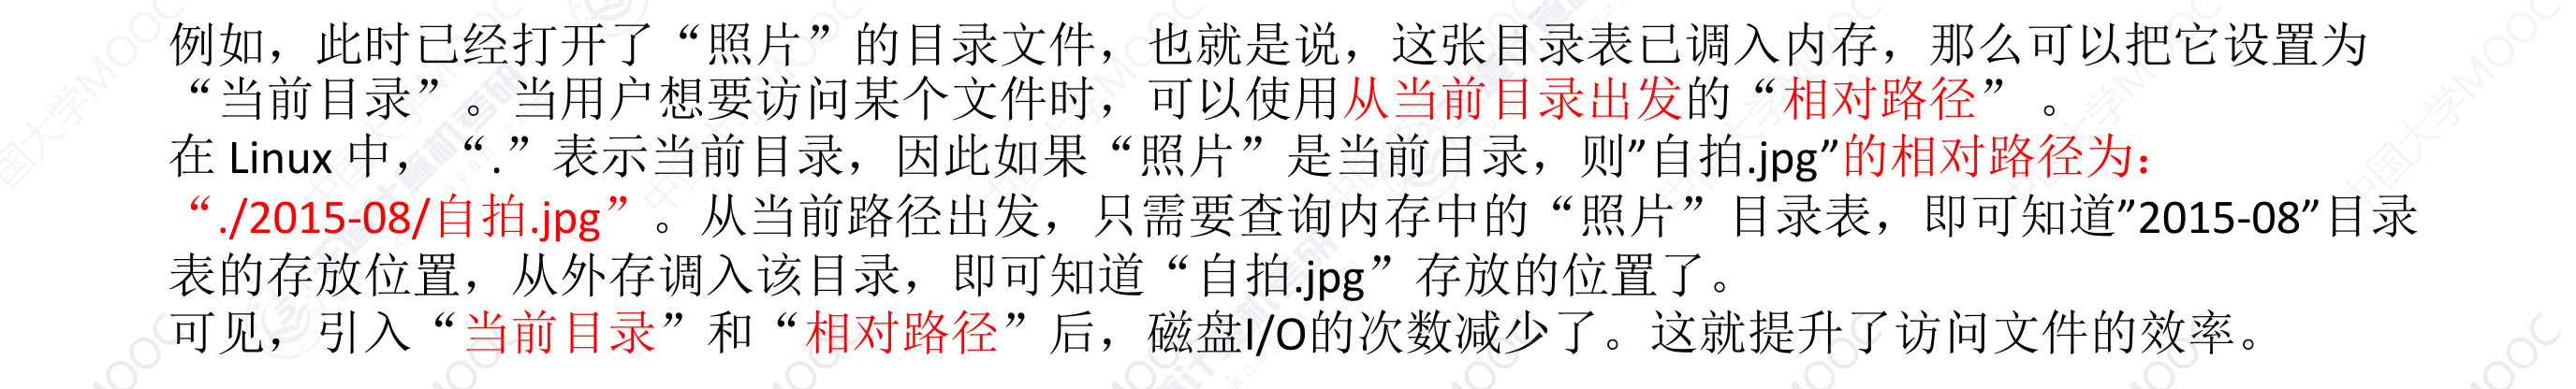 例如，此时已经打开了“照片”的目录文件，也就是说，这张目录表已调入内存，那么可以把它设置为
“当前目录”。当用户想要访问某个文件时，可以使用从当前目录出发的“相对路径” 。
在 Linux 中，“.”表示当前目录，因此如果“照片”是当前目录，则”自拍.jpg”的相对路径为：
“./2015-08/自拍.jpg”。从当前路径出发，只需要查询内存中的“照片”目录表，即可知道”2015-08”目录
表的存放位置，从外存调入该目录，即可知道“自拍.jpg”存放的位置了。
可见，引入“当前目录”和“相对路径”后，磁盘I/O的次数减少了。这就提升了访问文件的效率。